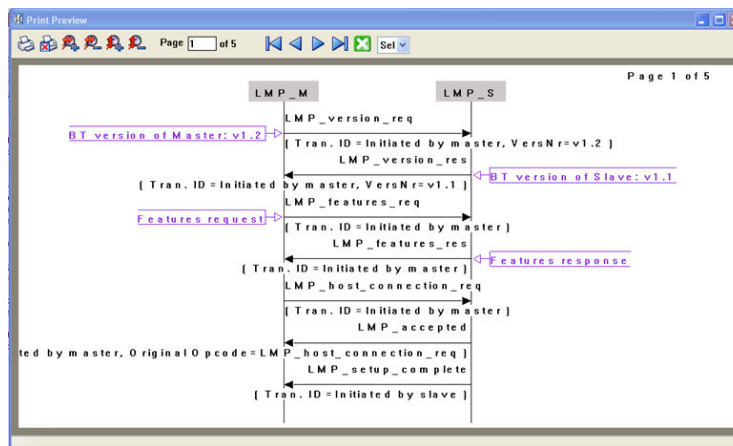 Print Preview
Page 1 of 5 Sel
Page 1 of 5
LMP_M LMP_S
LMP_version_req
BT version of Master: v1.2
( Tran. ID = Initiated by master, VersNr=v1.2 )
LMP_version_res
BT version of Slave: v1.1
( Tran. ID = Initiated by master, VersNr=v1.1 )
LMP_features_req
Features request
( Tran. ID = Initiated by master )
LMP_features_res
Features response
( Tran. ID = Initiated by master )
LMP_host_connection_req
( Tran. ID = Initiated by master )
LMP_accepted
ted by master, Original Opcode=LMP_host_connection_req )
LMP_setup_complete
( Tran. ID = Initiated by slave )